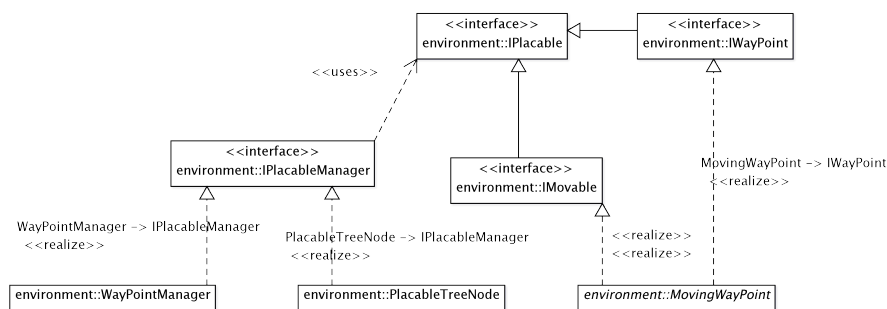 <<interface>>
environment::IPlacable
<<interface>>
environment::IWayPoint
<<uses>>
<<interface>>
environment::IPlacableManager
<<interface>>
environment::IMovable
MovingWayPoint -> IWayPoint
<<realize>>
WayPointManager -> IPlacableManager
<<realize>>
PlacableTreeNode -> IPlacableManager
<<realize>>
<<realize>>
<<realize>>
environment::WayPointManager
environment::PlacableTreeNode
environment::MovingWayPoint